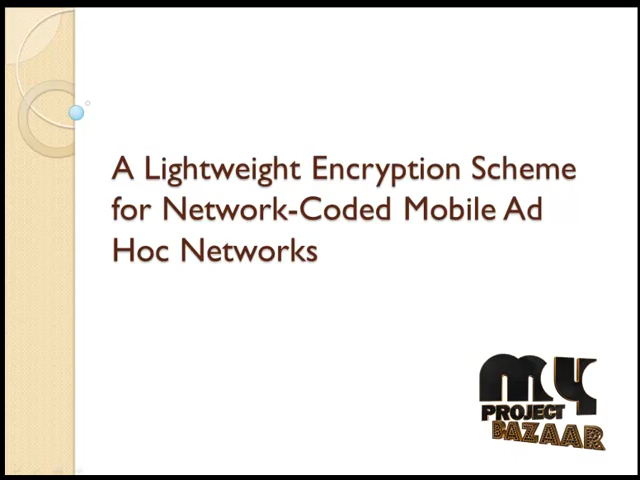 A Lightweight Encryption Scheme
for Network-Coded Mobile Ad
Hoc Networks
MY
PROJECT
BAZAAR